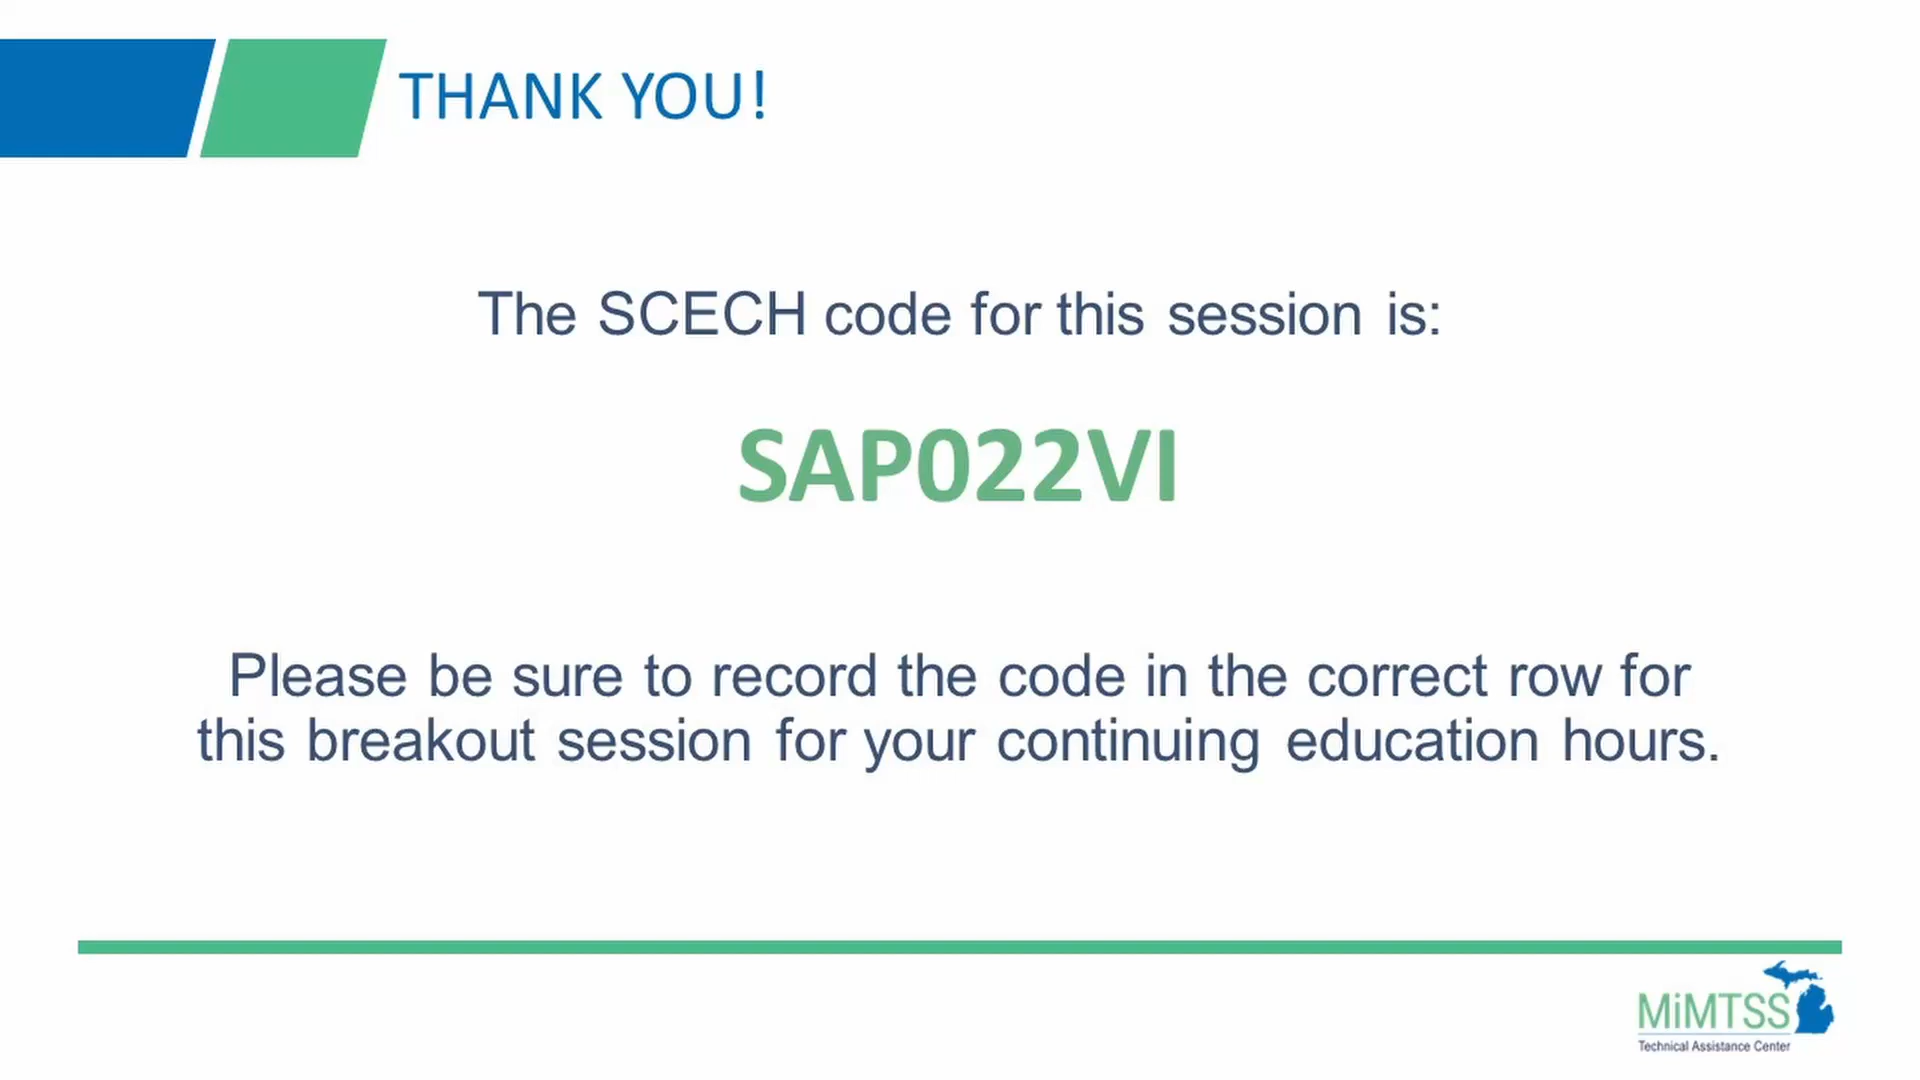 THANK YOU!
The SCECH code for this session is:
SAP022VI
Please be sure to record the code in the correct row for
this breakout session for your continuing education hours.
MiMTSS
Technical Assistance Center